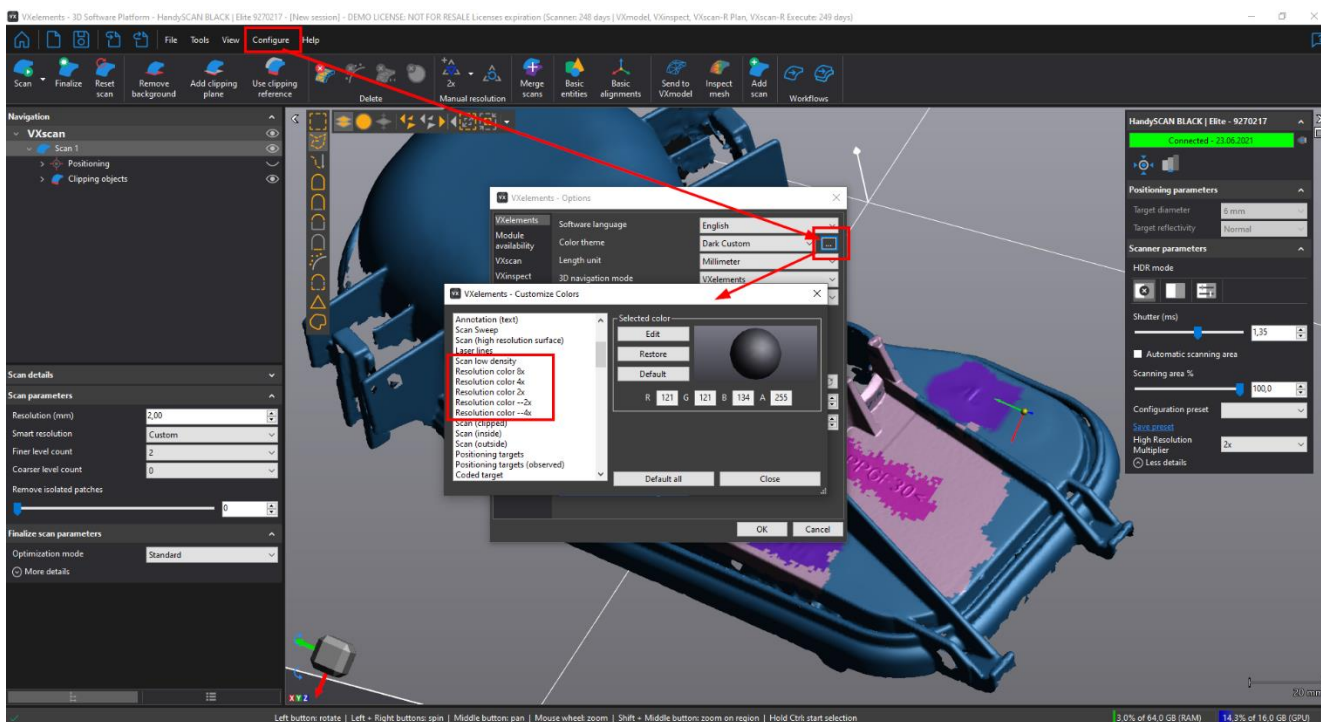 VXelements - 3D Software Platform - HandySCAN BLACK | Elite 9270217 - [New session] - DEMO LICENSE: NOT FOR RESALE Licenses expiration (Scanner: 248 days | VXmodel, VXinspect, VXscan-R Plan, VXscan-R Execute: 249 days)
File Tools View Configure Help
Scan Finalize Reset scan Remove background Add clipping plane Use clipping reference Delete 2x Manual resolution Merge scans Basic entities Basic alignments Send to VXmodel Inspect mesh Add scan Workflows
Navigation
VXscan
Scan 1
Positioning
Clipping objects
Scan details
Scan parameters
Resolution (mm) 2,00
Smart resolution Custom
Finer level count 2
Coarser level count 0
Remove isolated patches
0
Finalize scan parameters
Optimization mode Standard
More details
VXelements - Options
VXelements
Module availability
VXscan
VXinspect
Software language English
Color theme Dark Custom ...
Length unit Millimeter
3D navigation mode VXelements
OK Cancel
VXelements - Customize Colors
Annotation (text)
Scan Sweep
Scan (high resolution surface)
Laser lines
Scan low density
Resolution color 8x
Resolution color 4x
Resolution color 2x
Resolution color --2x
Resolution color --4x
Scan (clipped)
Scan (inside)
Scan (outside)
Positioning targets
Positioning targets (observed)
Coded target
Selected color
Edit
Restore
Default
R 121 G 121 B 134 A 255
Default all Close
HandySCAN BLACK | Elite - 9270217
Connected - 23.06.2021
Positioning parameters
Target diameter 6 mm
Target reflectivity Normal
Scanner parameters
HDR mode
Shutter (ms)
1,35
Automatic scanning area
Scanning area %
100,0
Configuration preset
Save preset
High Resolution Multiplier 2x
Less details
X Y Z
20 mm
Left button: rotate | Left + Right buttons: spin | Middle button: pan | Mouse wheel: zoom | Shift + Middle button: zoom on region | Hold Ctrl: start selection
3,0% of 64,0 GB (RAM) 14,3% of 16,0 GB (GPU)